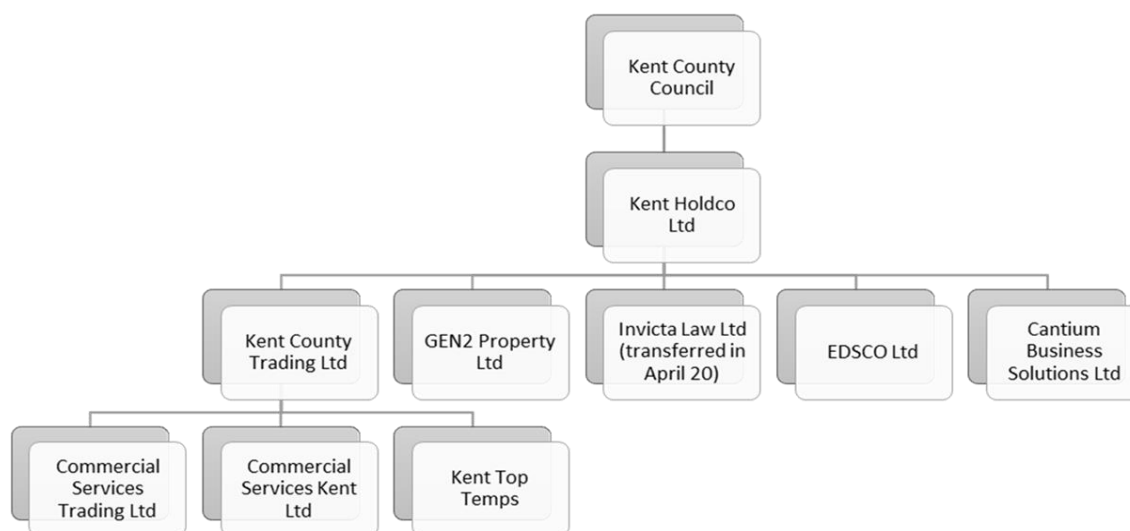 Kent County
Council
Kent Holdco
Ltd
Kent County
Trading Ltd
GEN2 Property
Ltd
Invicta Law Ltd
(transferred in
April 20)
EDSCO Ltd
Cantium
Business
Solutions Ltd
Commercial
Services
Trading Ltd
Commercial
Services Kent
Ltd
Kent Top
Temps